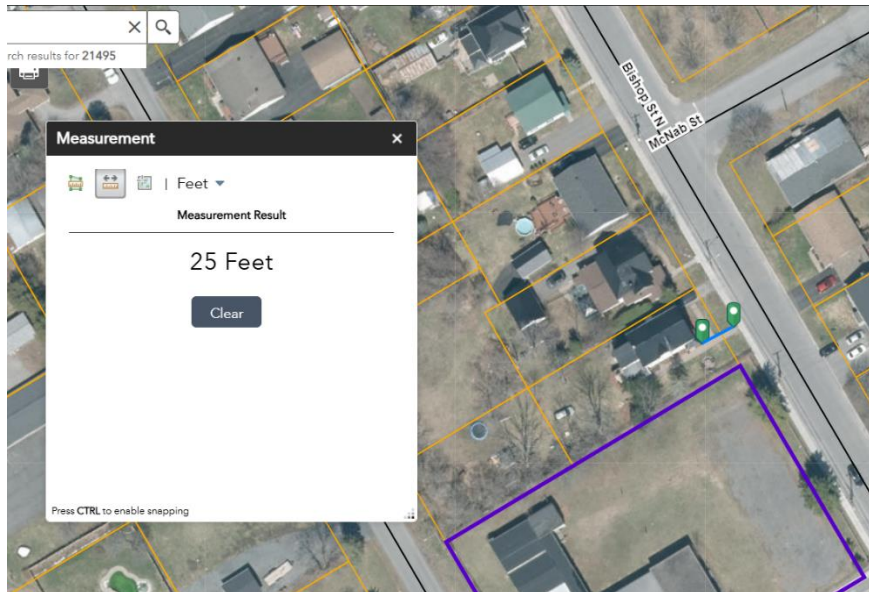 rch results for 21495
Measurement
Feet
Measurement Result
25 Feet
Clear
Press CTRL to enable snapping
Bishop St N
McNab St